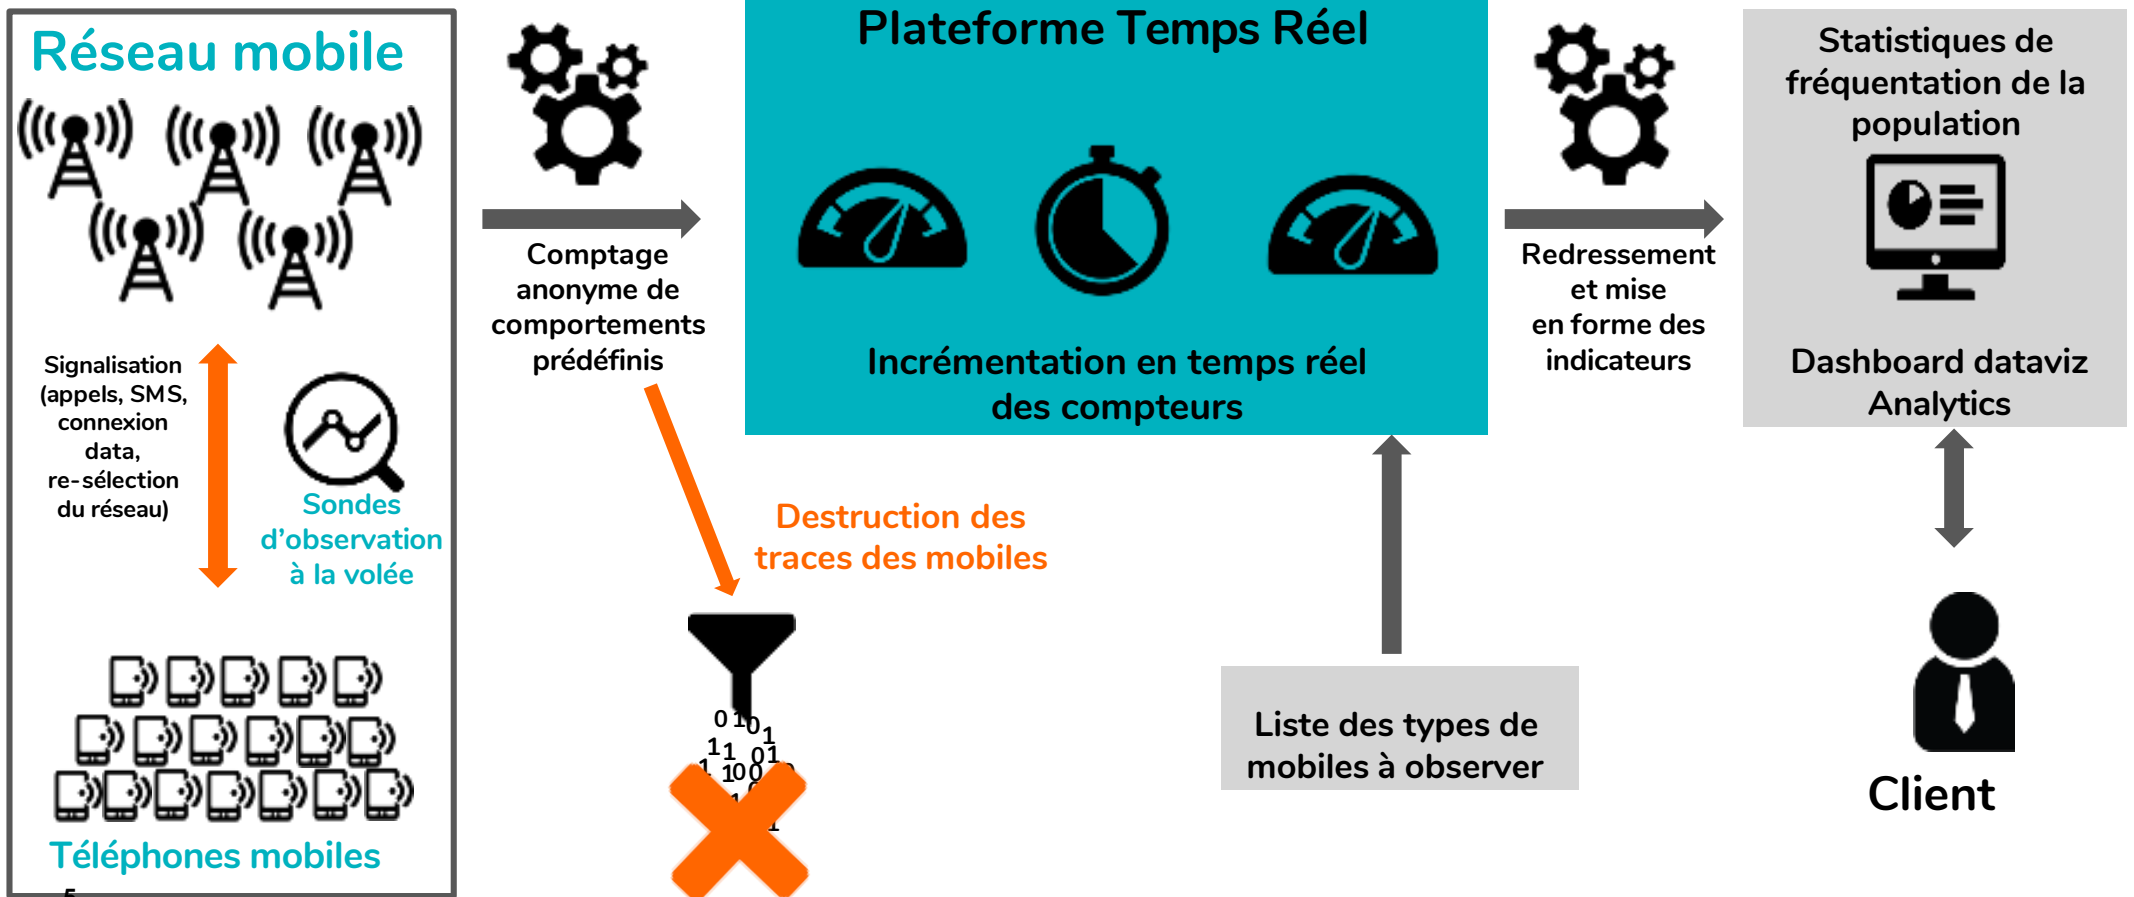 Réseau mobile
Signalisation
(appels, SMS,
connexion
data,
re-sélection
du réseau)
Sondes
d'observation
à la volée
Téléphones mobiles
5
Comptage
anonyme de
comportements
prédéfinis
Destruction des
traces des mobiles
Plateforme Temps Réel
Incrémentation en temps réel
des compteurs
Liste des types de
mobiles à observer
Redressement
et mise
en forme des
indicateurs
Statistiques de
fréquentation de la
population
Dashboard dataviz
Analytics
Client